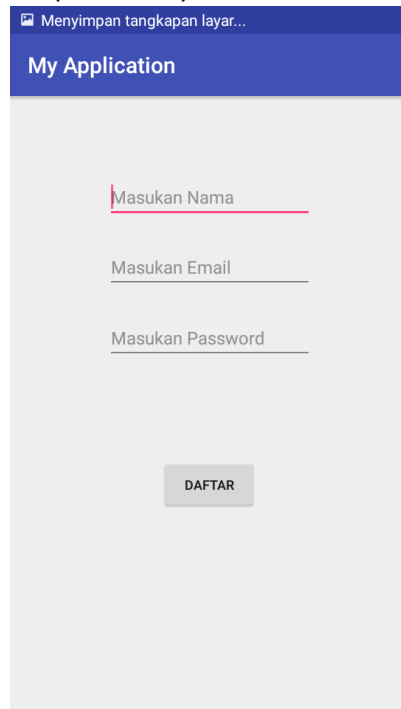 Menyimpan tangkapan layar...
My Application
Masukan Nama
Masukan Email
Masukan Password
DAFTAR